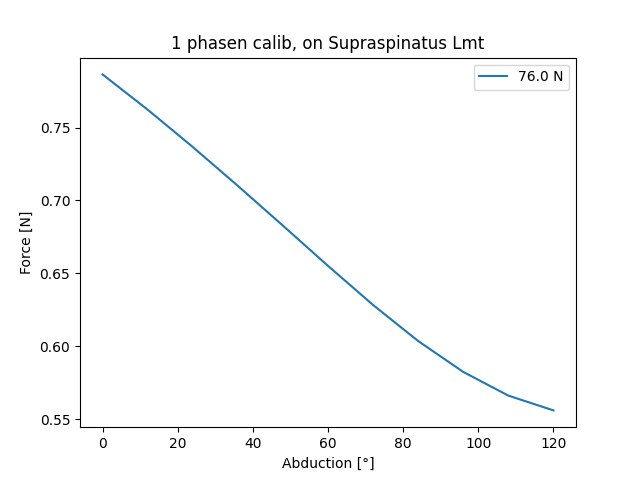 1 phasen calib, on Supraspinatus Lmt
76.0 N
Force [N]
0.75
0.70
0.65
0.60
0.55
0 20 40 60 80 100 120
Abduction [°]